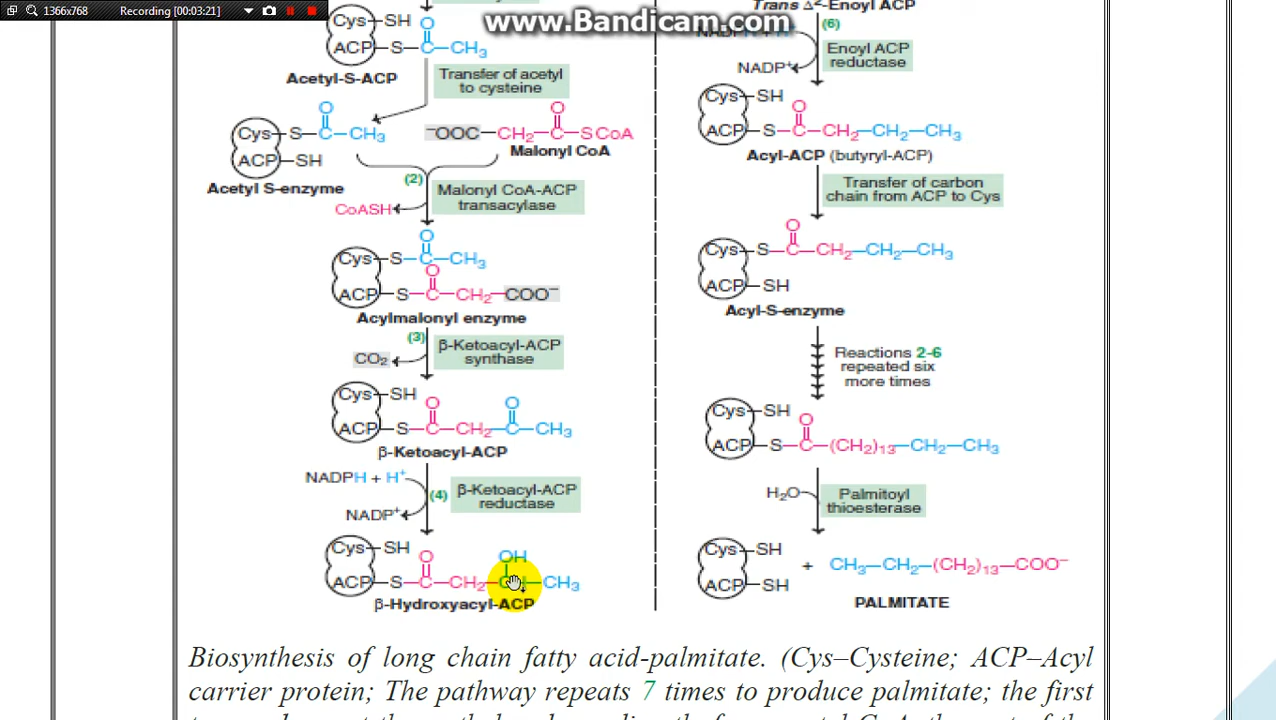 1366x768 Recording [00:03:21]
www.Bandicam.com
Cys SH
O
ACP S C CH3
Acetyl-S-ACP
Transfer of acetyl
to cysteine
O
Cys S C CH3
ACP SH
Acetyl S-enzyme
O
⁻OOC CH2 C SCoA
Malonyl CoA
(2)
Malonyl CoA-ACP
transacylase
CoASH
O
Cys S C CH3
O
ACP S C CH2 COO⁻
Acylmalonyl enzyme
(3)
β-Ketoacyl-ACP
synthase
CO2
Cys SH
O O
ACP S C CH2 C CH3
β-Ketoacyl-ACP
NADPH + H⁺
(4)
β-Ketoacyl-ACP
reductase
NADP⁺
Cys SH
O OH
ACP S C CH2 CH CH3
β-Hydroxyacyl-ACP
Trans Δ²-Enoyl ACP
(6)
NADPH + H⁺
Enoyl ACP
reductase
NADP⁺
Cys SH
O
ACP S C CH2 CH2 CH3
Acyl-ACP (butyryl-ACP)
Transfer of carbon
chain from ACP to Cys
O
Cys S C CH2 CH2 CH3
ACP SH
Acyl-S-enzyme
Reactions 2-6
repeated six
more times
Cys SH
O
ACP S C (CH2)13 CH2 CH3
H2O
Palmitoyl
thioesterase
Cys SH
ACP SH
+ CH3 CH2 (CH2)13 COO⁻
PALMITATE
Biosynthesis of long chain fatty acid-palmitate. (Cys–Cysteine; ACP–Acyl
carrier protein; The pathway repeats 7 times to produce palmitate; the first